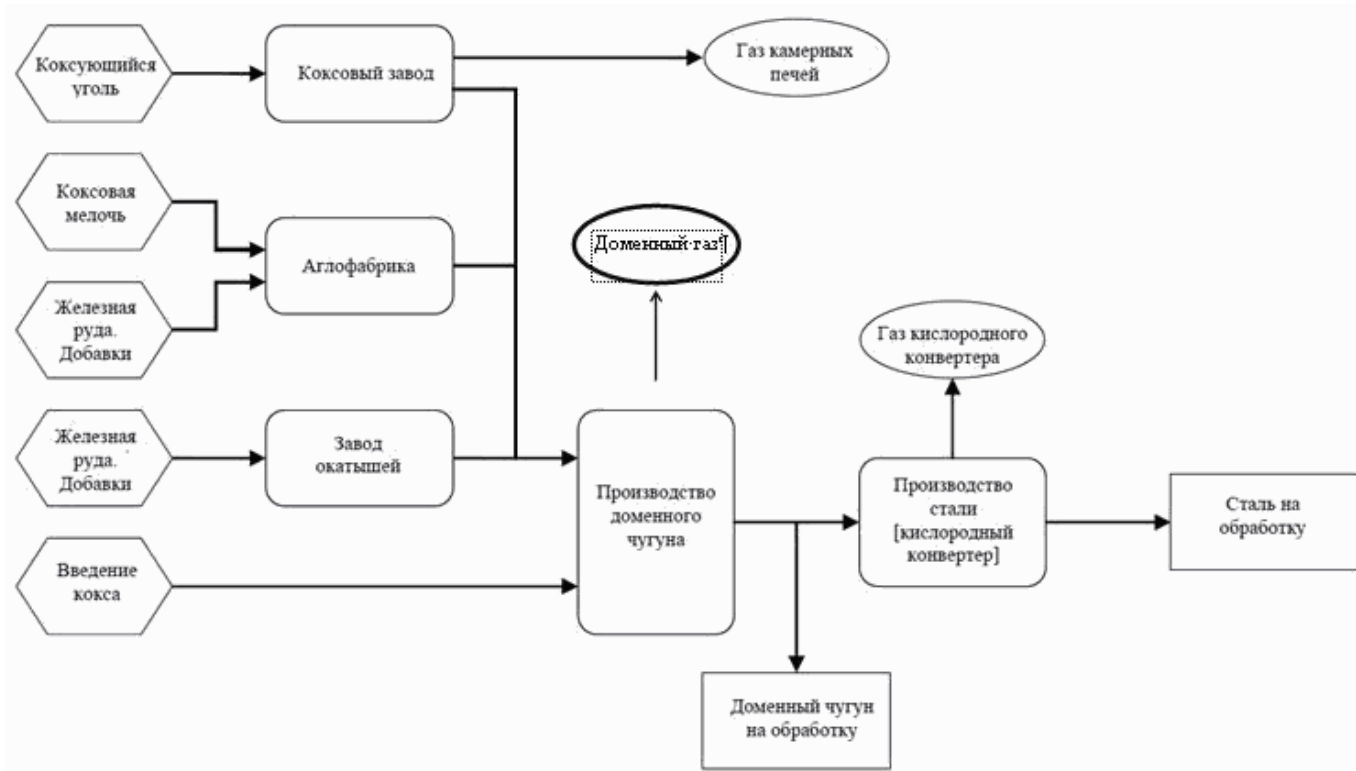 Коксующийся
уголь
Коксовый завод
Газ камерных
печей
Коксовая
мелочь
Аглофабрика
Железная
руда.
Добавки
Доменный·газ¶
Газ кислородного
конвертера
Железная
руда.
Добавки
Завод
окатышей
Производство
доменного
чугуна
Производство
стали
[кислородный
конвертер]
Сталь на
обработку
Введение
кокса
Доменный чугун
на обработку